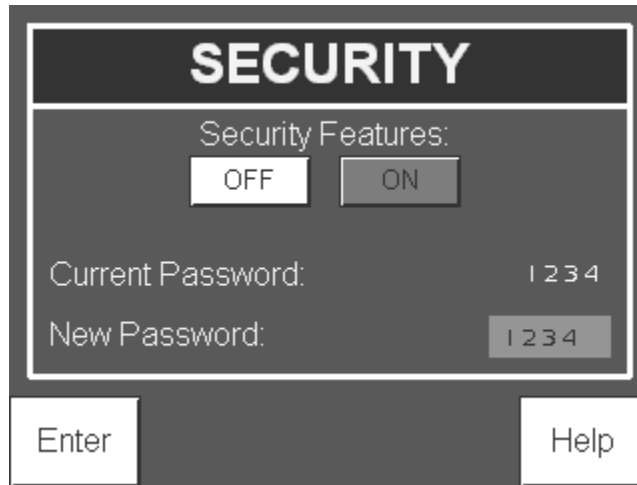 SECURITY
Security Features:
OFF ON
Current Password: 1234
New Password: 1234
Enter Help